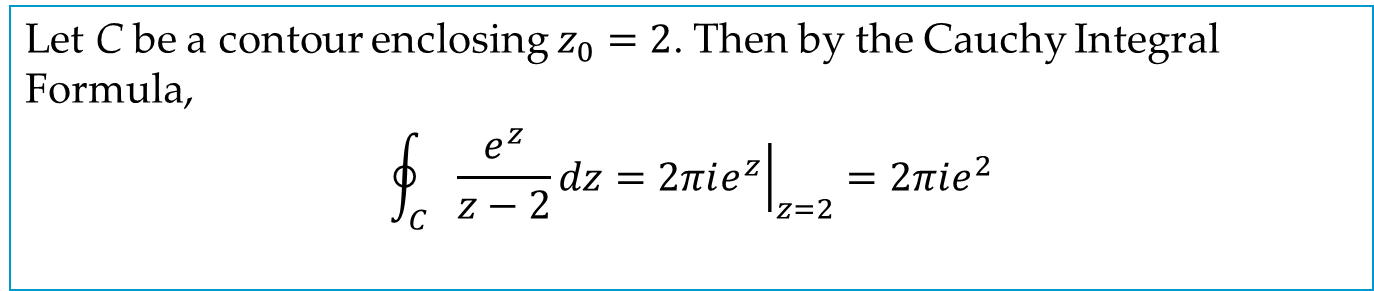 Let C be a contour enclosing z₀ = 2. Then by the Cauchy Integral
Formula,
∮_C e^z/(z − 2) dz = 2πie^z|_{z=2} = 2πie²